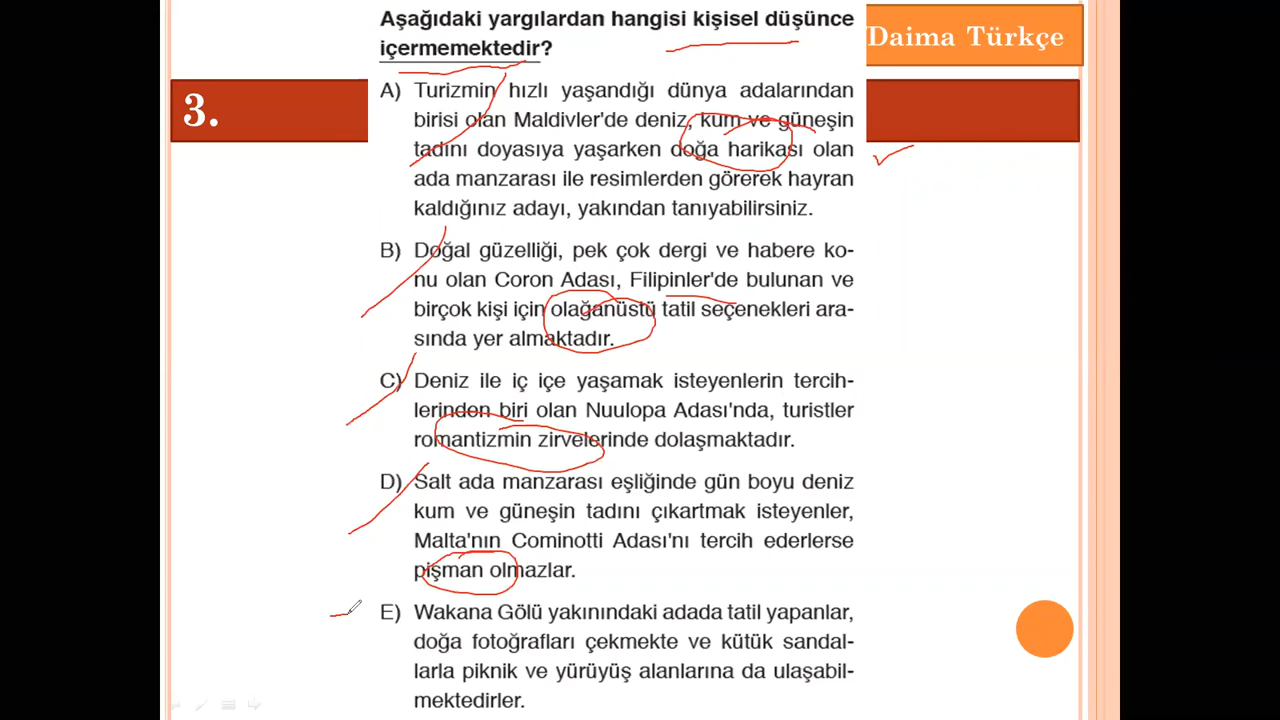 Aşağıdaki yargılardan hangisi kişisel düşünce
içermemektedir?
Daima Türkçe
3.
A) Turizmin hızlı yaşandığı dünya adalarından
birisi olan Maldivler'de deniz, kum ve güneşin
tadını doyasıya yaşarken doğa harikası olan
ada manzarası ile resimlerden görerek hayran
kaldığınız adayı, yakından tanıyabilirsiniz.
B) Doğal güzelliği, pek çok dergi ve habere ko-
nu olan Coron Adası, Filipinler'de bulunan ve
birçok kişi için olağanüstü tatil seçenekleri ara-
sında yer almaktadır.
C) Deniz ile iç içe yaşamak isteyenlerin tercih-
lerinden biri olan Nuulopa Adası'nda, turistler
romantizmin zirvelerinde dolaşmaktadır.
D) Salt ada manzarası eşliğinde gün boyu deniz
kum ve güneşin tadını çıkartmak isteyenler,
Malta'nın Cominotti Adası'nı tercih ederlerse
pişman olmazlar.
E) Wakana Gölü yakınındaki adada tatil yapanlar,
doğa fotoğrafları çekmekte ve kütük sandal-
larla piknik ve yürüyüş alanlarına da ulaşabil-
mektedirler.